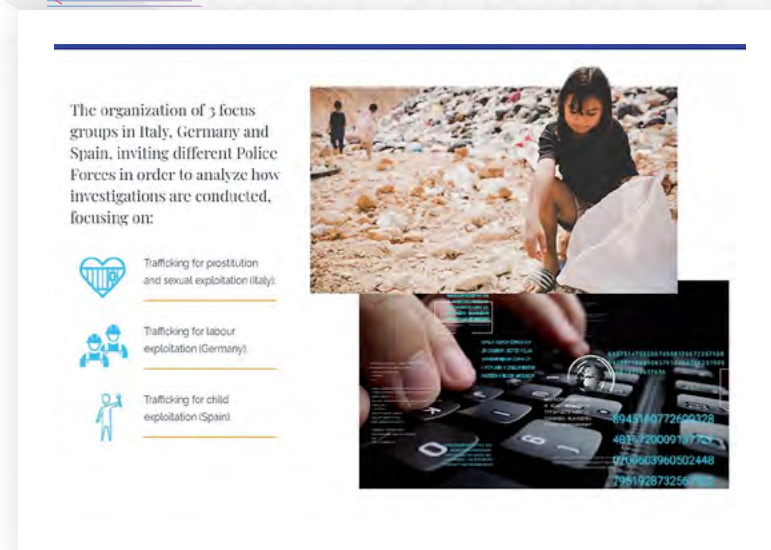 The organization of 3 focus
groups in Italy, Germany and
Spain, inviting different Police
Forces in order to analyze how
investigations are conducted,
focusing on:
Trafficking for prostitution
and sexual exploitation (Italy).
Trafficking for labour
exploitation (Germany).
Trafficking for child
exploitation (Spain)